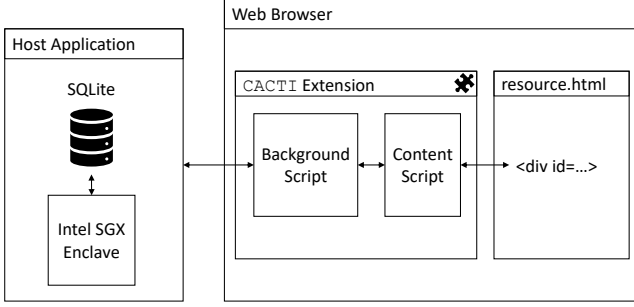 Web Browser
Host Application
SQLite
Intel SGX
Enclave
CACTI Extension
Background
Script
Content
Script
resource.html
<div id=...>